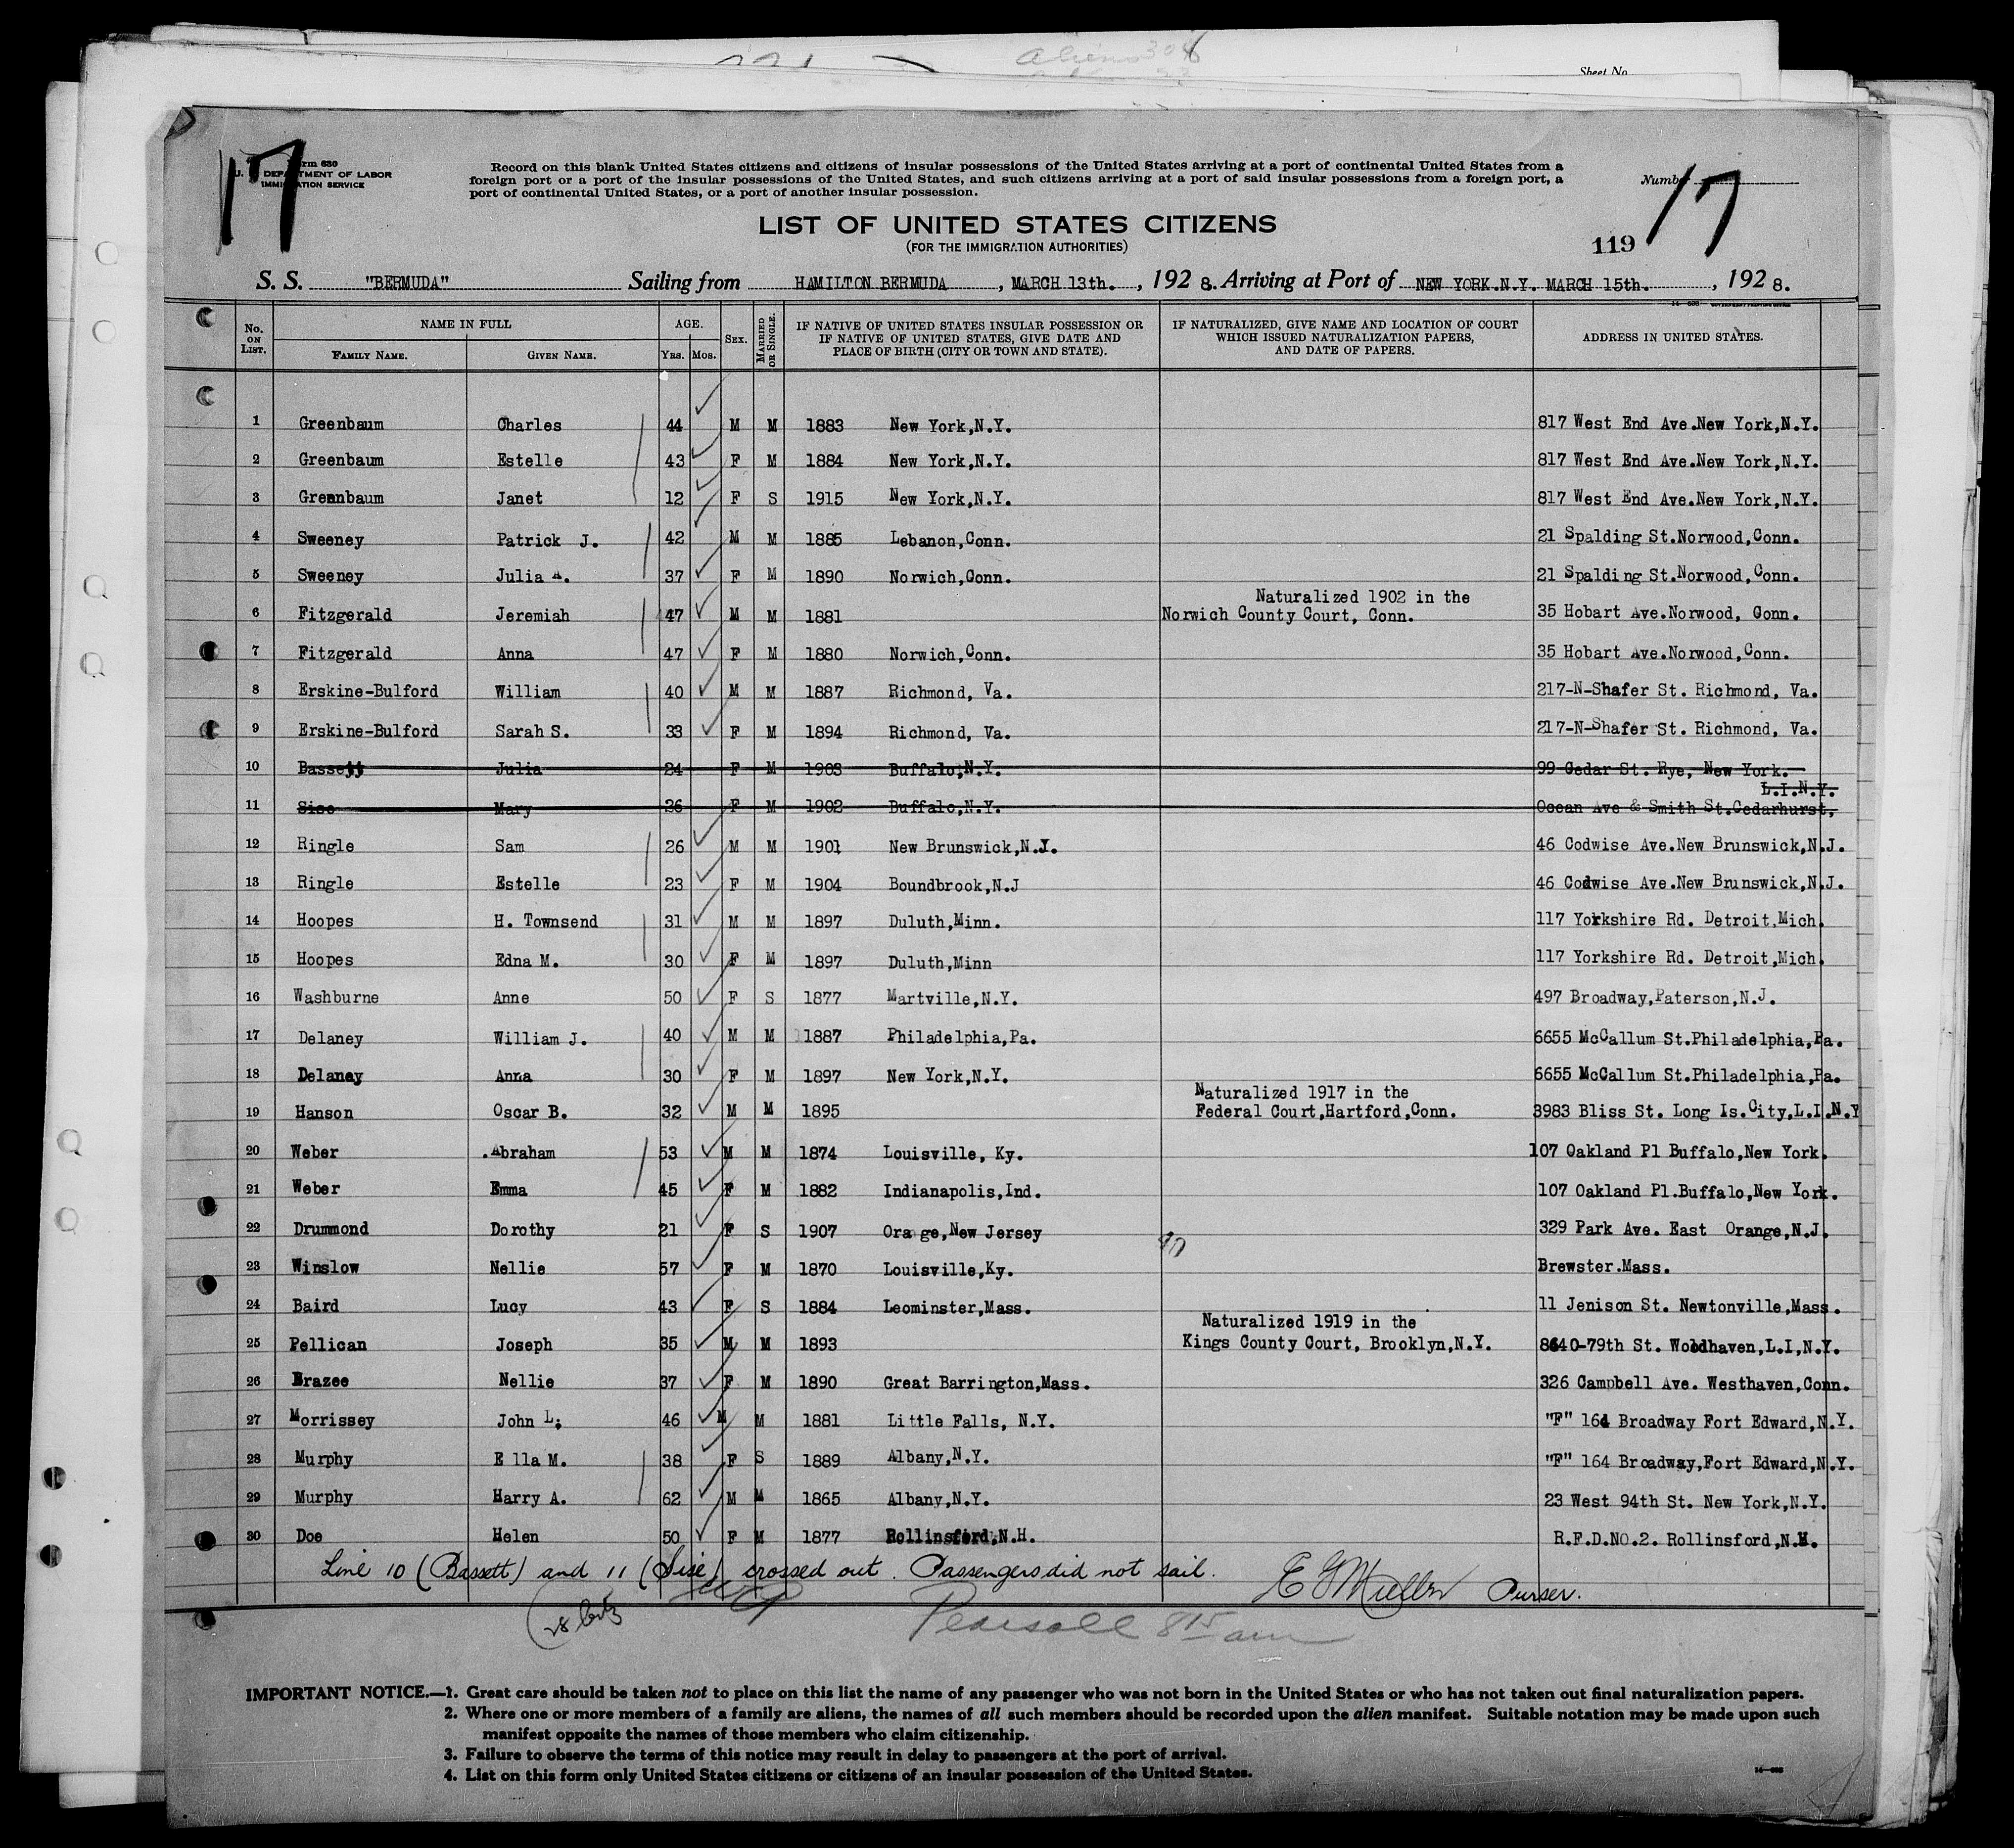 aliens 304
Sheet No.
17
Form 630
U. S. DEPARTMENT OF LABOR
IMMIGRATION SERVICE
Record on this blank United States citizens and citizens of insular possessions of the United States arriving at a port of continental United States from a
foreign port or a port of the insular possessions of the United States, and such citizens arriving at a port of said insular possessions from a foreign port, a
port of continental United States, or a port of another insular possession.
Number 17
LIST OF UNITED STATES CITIZENS
(FOR THE IMMIGRATION AUTHORITIES)
119
S. S. "BERMUDA" Sailing from HAMILTON BERMUDA, MARCH 13th., 192 8. Arriving at Port of NEW YORK.N.Y. MARCH 15th., 192 8.
No. ON LIST. NAME IN FULL FAMILY NAME. GIVEN NAME. AGE. YRS. MOS. SEX. MARRIED OR SINGLE. IF NATIVE OF UNITED STATES INSULAR POSSESSION OR IF NATIVE OF UNITED STATES, GIVE DATE AND PLACE OF BIRTH (CITY OR TOWN AND STATE). IF NATURALIZED, GIVE NAME AND LOCATION OF COURT WHICH ISSUED NATURALIZATION PAPERS, AND DATE OF PAPERS. ADDRESS IN UNITED STATES.
1 Greenbaum Charles 44 M M 1883 New York,N.Y. 817 West End Ave.New York,N.Y.
2 Greenbaum Estelle 43 F M 1884 New York,N.Y. 817 West End Ave.New York,N.Y.
3 Greenbaum Janet 12 F S 1915 New York,N.Y. 817 West End Ave.New York,N.Y.
4 Sweeney Patrick J. 42 M M 1885 Lebanon,Conn. 21 Spalding St.Norwood,Conn.
5 Sweeney Julia A. 37 F M 1890 Norwich,Conn. 21 Spalding St.Norwood,Conn.
Naturalized 1902 in the
6 Fitzgerald Jeremiah 47 M M 1881 Norwich County Court, Conn. 35 Hobart Ave.Norwood, Conn.
7 Fitzgerald Anna 47 F M 1880 Norwich,Conn. 35 Hobart Ave.Norwood,Conn.
8 Erskine-Bulford William 40 M M 1887 Richmond, Va. 217-N-Shafer St. Richmond, Va.
9 Erskine-Bulford Sarah S. 33 F M 1894 Richmond, Va. 217-N-Shafer St. Richmond, Va.
10 Bassett Julia 24 F M 1903 Buffalo,N.Y. 99 Cedar St. Rye, New York.
L.I.N.Y.
11 Sise Mary 26 F M 1902 Buffalo,N.Y. Ocean Ave & Smith St.Cedarhurst,
12 Ringle Sam 26 M M 1901 New Brunswick,N.J. 46 Codwise Ave.New Brunswick,N.J.
13 Ringle Estelle 23 F M 1904 Boundbrook,N.J 46 Codwise Ave.New Brunswick,N.J.
14 Hoopes H. Townsend 31 M M 1897 Duluth,Minn. 117 Yorkshire Rd. Detroit,Mich.
15 Hoopes Edna M. 30 F M 1897 Duluth,Minn 117 Yorkshire Rd. Detroit,Mich.
16 Washburne Anne 50 F S 1877 Martville,N.Y. 497 Broadway,Paterson,N.J.
17 Delaney William J. 40 M M 1887 Philadelphia,Pa. 6655 McCallum St.Philadelphia,Pa.
18 Delaney Anna 30 F M 1897 New York,N.Y. 6655 McCallum St.Philadelphia,Pa.
Naturalized 1917 in the
19 Hanson Oscar B. 32 M M 1895 Federal Court,Hartford,Conn. 3983 Bliss St. Long Is.City,L.I.N.Y
20 Weber .Abraham 53 M M 1874 Louisville, Ky. 107 Oakland Pl Buffalo,New York.
21 Weber Emma 45 F M 1882 Indianapolis,Ind. 107 Oakland Pl.Buffalo,New York.
22 Drummond Dorothy 21 F S 1907 Ora ge,New Jersey 329 Park Ave. East Orange,N.J.
23 Winslow Nellie 57 F M 1870 Louisville,Ky. Brewster.Mass.
24 Baird Lucy 43 F S 1884 Leominster,Mass. 11 Jenison St. Newtonville,Mass.
Naturalized 1919 in the
25 Pellican Joseph 35 M M 1893 Kings County Court, Brooklyn,N.Y. 8640-79th St. Woodhaven,L.I,N.Y.
26 Brazee Nellie 37 F M 1890 Great Barrington,Mass. 326 Campbell Ave. Westhaven,Conn.
27 Morrissey John L. 46 M M 1881 Little Falls, N.Y. "F" 164 Broadway Fort Edward,N.Y.
28 Murphy E lla M. 38 F S 1889 Albany,N.Y. "F" 164 Broadway,Fort Edward,N.Y.
29 Murphy Harry A. 62 M M 1865 Albany,N.Y. 23 West 94th St. New York,N.Y.
30 Doe Helen 50 F M 1877 Rollinsford,N.H. R.F.D.NO.2. Rollinsford,N.H.
Line 10 (Bassett) and 11 (Sise) crossed out. Passengers did not sail. E G Mullen Purser.
Pearsall 8 15 am
IMPORTANT NOTICE.—1. Great care should be taken not to place on this list the name of any passenger who was not born in the United States or who has not taken out final naturalization papers.
2. Where one or more members of a family are aliens, the names of all such members should be recorded upon the alien manifest. Suitable notation may be made upon such
manifest opposite the names of those members who claim citizenship.
3. Failure to observe the terms of this notice may result in delay to passengers at the port of arrival.
4. List on this form only United States citizens or citizens of an insular possession of the United States.